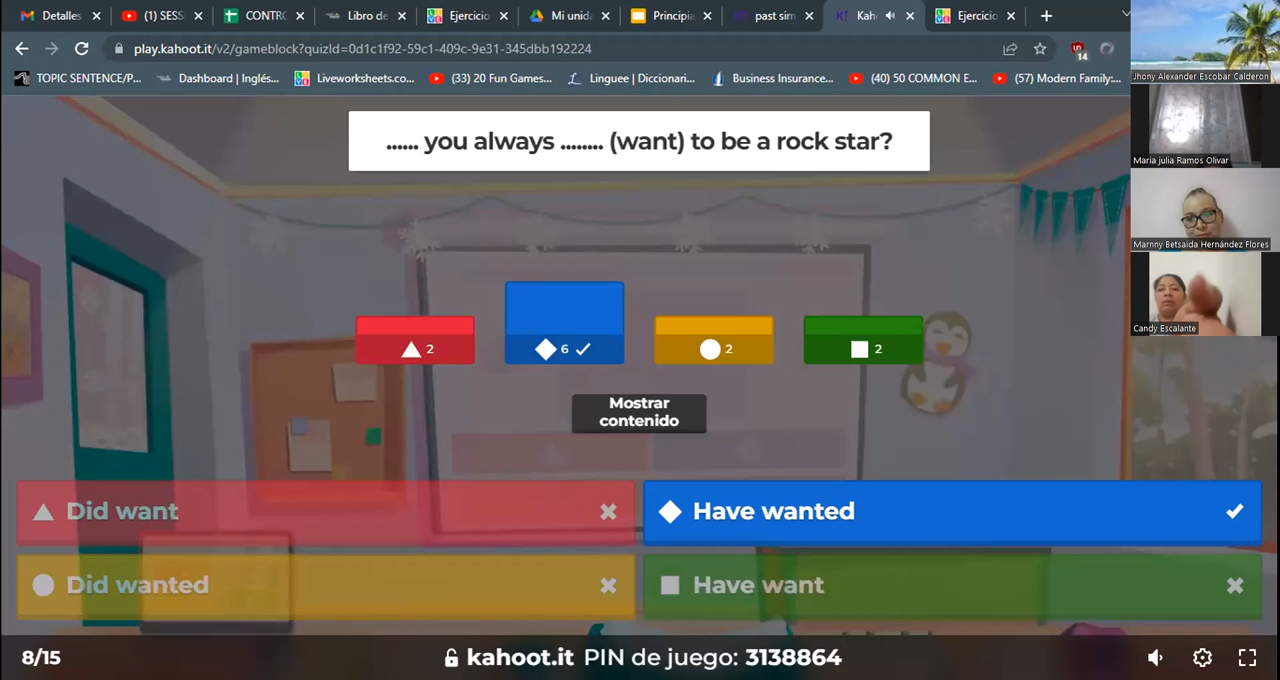 Detalles
(1) SESS
CONTRO
Libro de
Ejercicio
Mi unida
Principia
past sim
Kah
Ejercicio
play.kahoot.it/v2/gameblock?quizId=0d1c1f92-59c1-409c-9e31-345dbb192224
14
TOPIC SENTENCE/P...
Dashboard | Inglés...
Liveworksheets.co...
(33) 20 Fun Games...
Linguee | Diccionari...
Business Insurance...
(40) 50 COMMON E...
(57) Modern Family:...
Jhony Alexander Escobar Calderon
Maria julia Ramos Olivar
Marnny Betsaida Hernández Flores
Candy Escalante
...... you always ........ (want) to be a rock star?
2
6
2
2
Mostrar
contenido
Did want
Have wanted
Did wanted
Have want
8/15
kahoot.it PIN de juego: 3138864